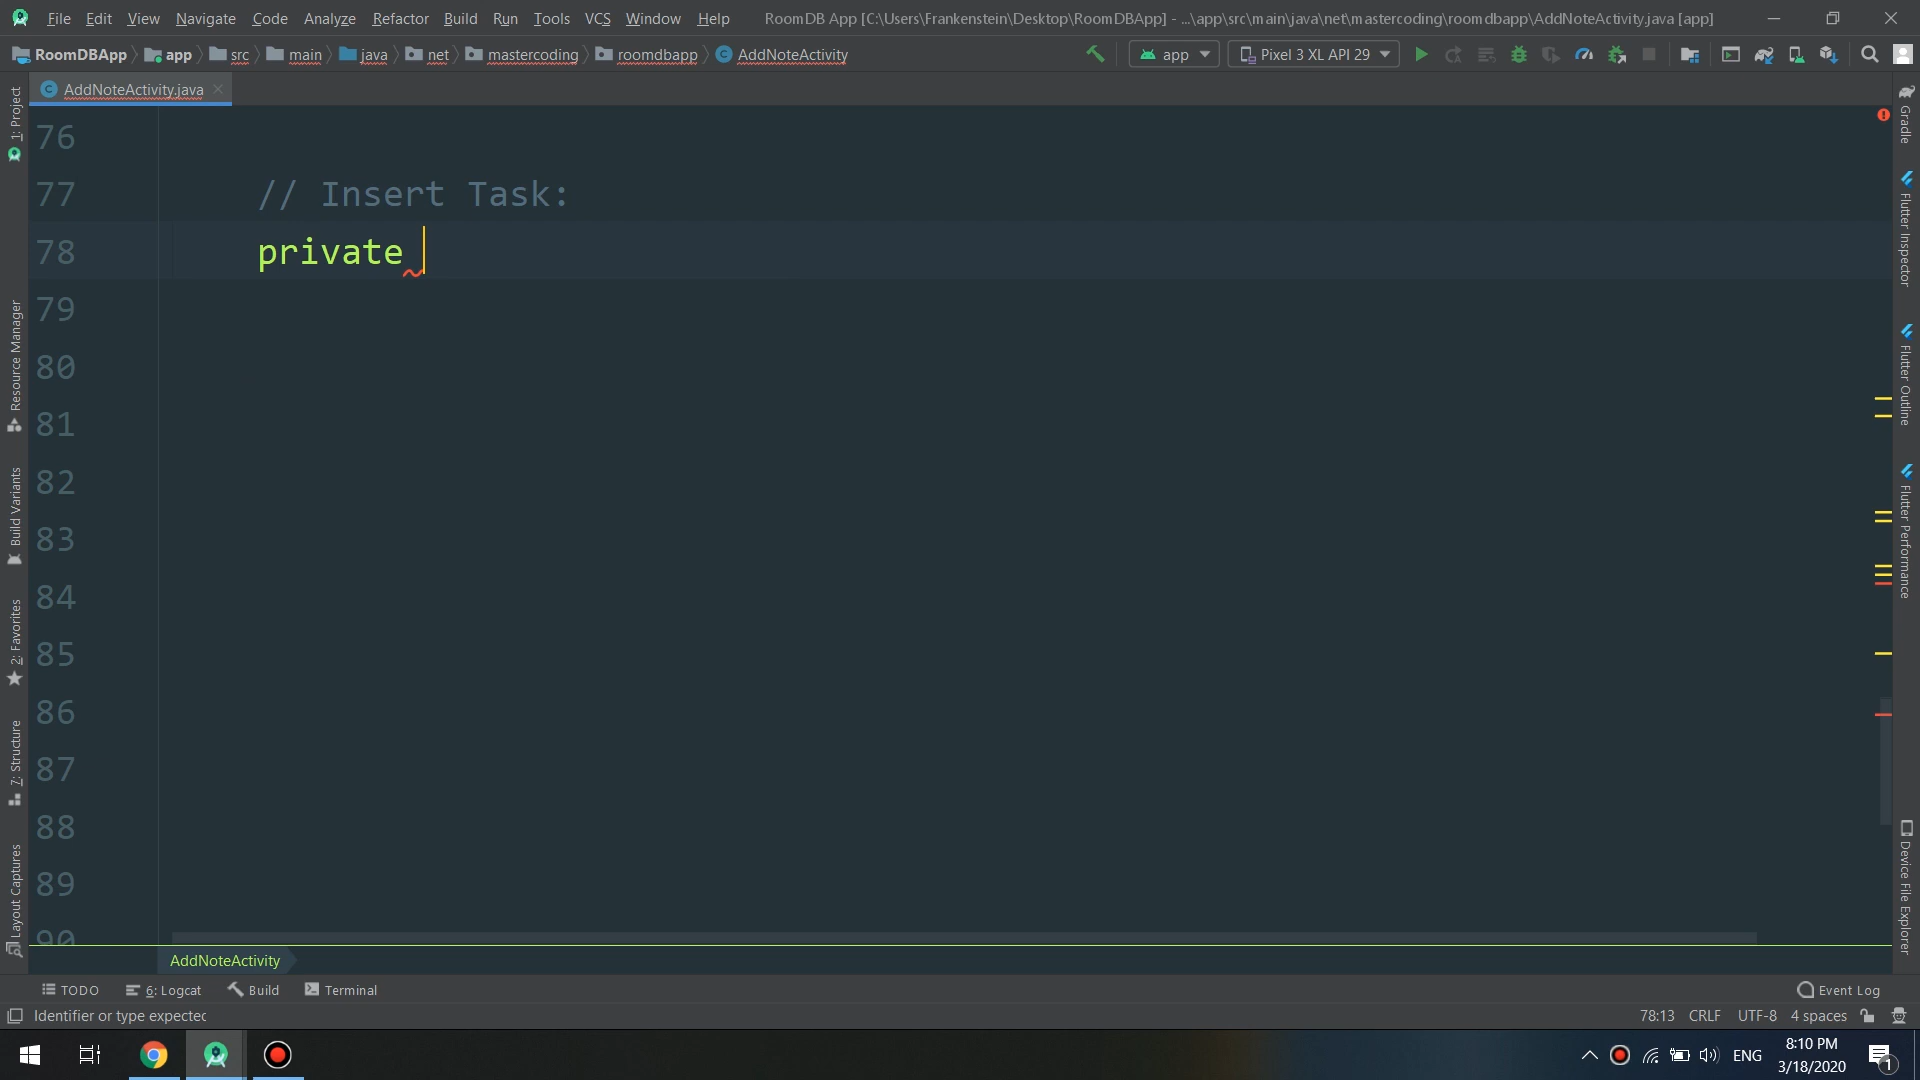 File Edit View Navigate Code Analyze Refactor Build Run Tools VCS Window Help RoomDB App [C:\Users\Frankenstein\Desktop\RoomDBApp] - ...\app\src\main\java\net\mastercoding\roomdbapp\AddNoteActivity.java [app]
RoomDBApp app src main java net mastercoding roomdbapp AddNoteActivity app Pixel 3 XL API 29
AddNoteActivity.java
76
77 // Insert Task:
78 private
79
80
81
82
83
84
85
86
87
88
89
90
1: Project
Resource Manager
Build Variants
2: Favorites
7: Structure
Layout Captures
Gradle
Flutter Inspector
Flutter Outline
Flutter Performance
Device File Explorer
AddNoteActivity
TODO 6: Logcat Build Terminal Event Log
Identifier or type expected 78:13 CRLF UTF-8 4 spaces
ENG 8:10 PM
3/18/2020 1